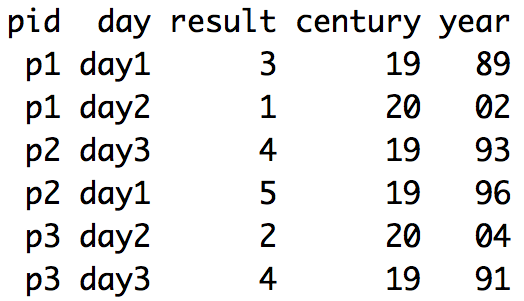 pid day result century year
p1 day1 3 19 89
p1 day2 1 20 02
p2 day3 4 19 93
p2 day1 5 19 96
p3 day2 2 20 04
p3 day3 4 19 91